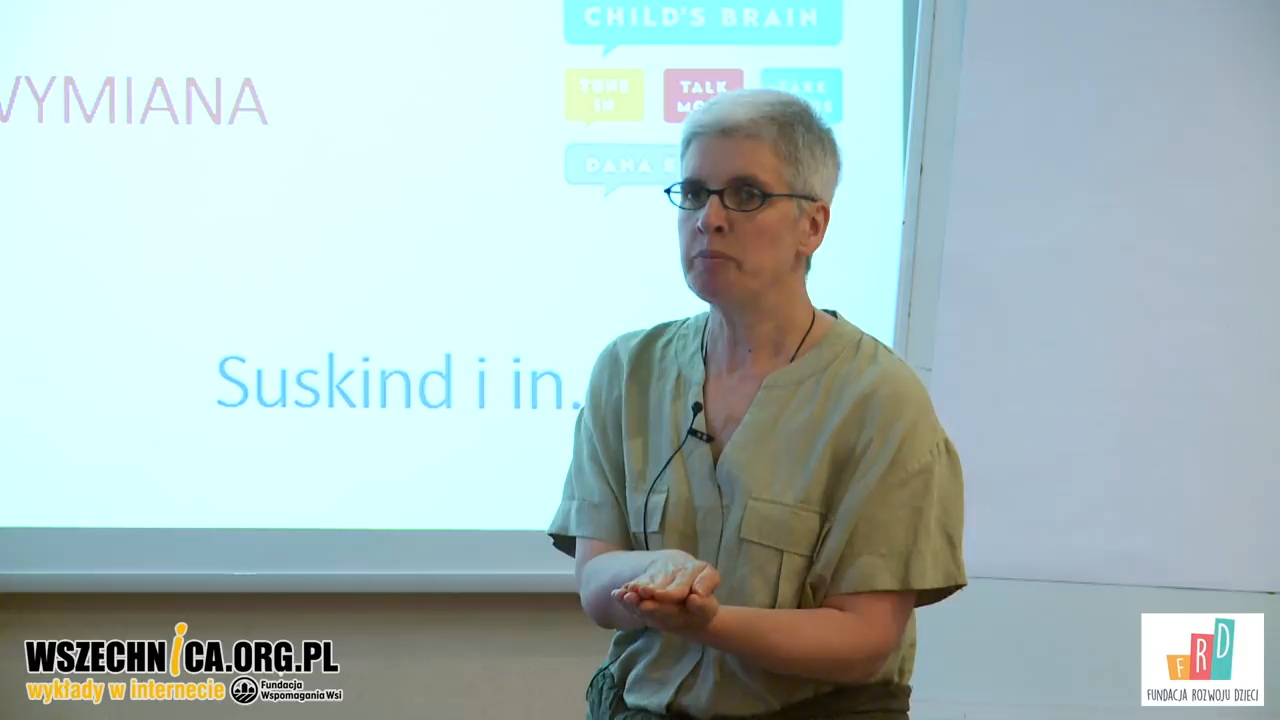 CHILD'S BRAIN
WYMIANA
TUNE
IN
TALK
DANA
Suskind i in.
WSZECHNICA.ORG.PL
wykłady w internecie
Fundacja
Wspomagania Wsi
FRD
FUNDACJA ROZWOJU DZIECI